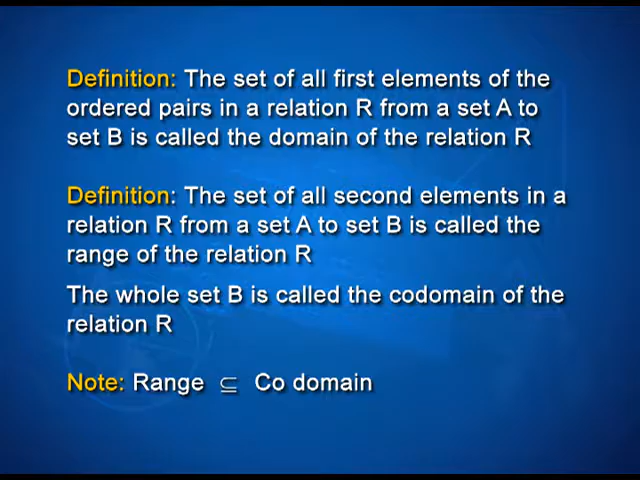 Definition: The set of all first elements of the
ordered pairs in a relation R from a set A to
set B is called the domain of the relation R
Definition: The set of all second elements in a
relation R from a set A to set B is called the
range of the relation R
The whole set B is called the codomain of the
relation R
Note: Range ⊆ Co domain